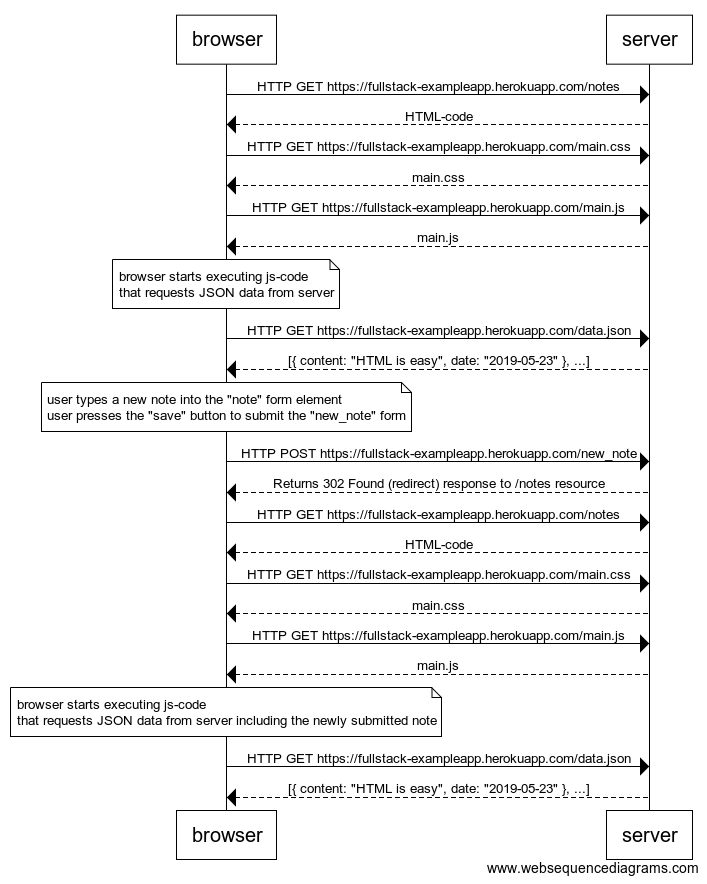 browser server
HTTP GET https://fullstack-exampleapp.herokuapp.com/notes
HTML-code
HTTP GET https://fullstack-exampleapp.herokuapp.com/main.css
main.css
HTTP GET https://fullstack-exampleapp.herokuapp.com/main.js
main.js
browser starts executing js-code
that requests JSON data from server
HTTP GET https://fullstack-exampleapp.herokuapp.com/data.json
[{ content: "HTML is easy", date: "2019-05-23" }, ...]
user types a new note into the "note" form element
user presses the "save" button to submit the "new_note" form
HTTP POST https://fullstack-exampleapp.herokuapp.com/new_note
Returns 302 Found (redirect) response to /notes resource
HTTP GET https://fullstack-exampleapp.herokuapp.com/notes
HTML-code
HTTP GET https://fullstack-exampleapp.herokuapp.com/main.css
main.css
HTTP GET https://fullstack-exampleapp.herokuapp.com/main.js
main.js
browser starts executing js-code
that requests JSON data from server including the newly submitted note
HTTP GET https://fullstack-exampleapp.herokuapp.com/data.json
[{ content: "HTML is easy", date: "2019-05-23" }, ...]
browser server
www.websequencediagrams.com